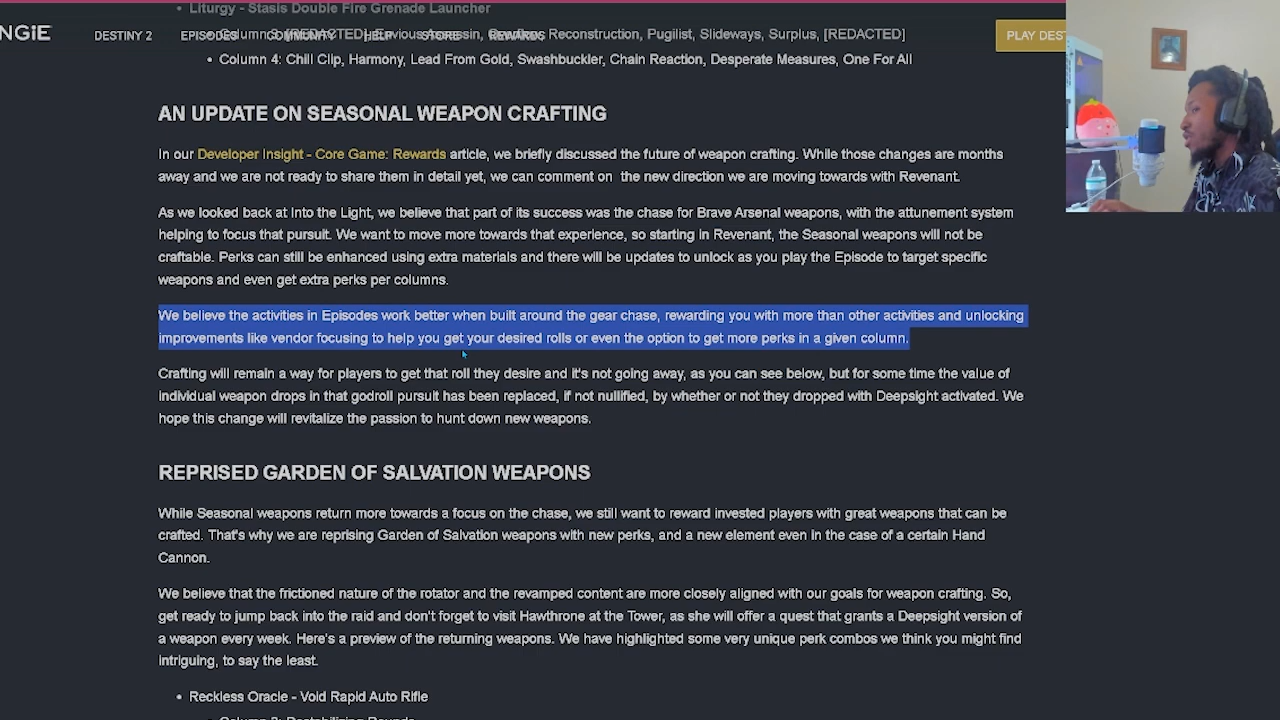 Liturgy - Stasis Double Fire Grenade Launcher
NGiE
DESTINY 2
EPISODES
COMMUNITY
HELP
STORE
REWARDS
PLAY DEST
Column 3: [REDACTED], Envious Assassin, Reconstruction, Pugilist, Slideways, Surplus, [REDACTED]
• Column 4: Chill Clip, Harmony, Lead From Gold, Swashbuckler, Chain Reaction, Desperate Measures, One For All
AN UPDATE ON SEASONAL WEAPON CRAFTING
In our Developer Insight - Core Game: Rewards article, we briefly discussed the future of weapon crafting. While those changes are months
away and we are not ready to share them in detail yet, we can comment on the new direction we are moving towards with Revenant.
As we looked back at Into the Light, we believe that part of its success was the chase for Brave Arsenal weapons, with the attunement system
helping to focus that pursuit. We want to move more towards that experience, so starting in Revenant, the Seasonal weapons will not be
craftable. Perks can still be enhanced using extra materials and there will be updates to unlock as you play the Episode to target specific
weapons and even get extra perks per columns.
We believe the activities in Episodes work better when built around the gear chase, rewarding you with more than other activities and unlocking
improvements like vendor focusing to help you get your desired rolls or even the option to get more perks in a given column.
Crafting will remain a way for players to get that roll they desire and it's not going away, as you can see below, but for some time the value of
individual weapon drops in that godroll pursuit has been replaced, if not nullified, by whether or not they dropped with Deepsight activated. We
hope this change will revitalize the passion to hunt down new weapons.
REPRISED GARDEN OF SALVATION WEAPONS
While Seasonal weapons return more towards a focus on the chase, we still want to reward invested players with great weapons that can be
crafted. That's why we are reprising Garden of Salvation weapons with new perks, and a new element even in the case of a certain Hand
Cannon.
We believe that the frictioned nature of the rotator and the revamped content are more closely aligned with our goals for weapon crafting. So,
get ready to jump back into the raid and don't forget to visit Hawthrone at the Tower, as she will offer a quest that grants a Deepsight version of
a weapon every week. Here's a preview of the returning weapons. We have highlighted some very unique perk combos we think you might find
intriguing, to say the least.
• Reckless Oracle - Void Rapid Auto Rifle
Column 3: Destabilizing Rounds